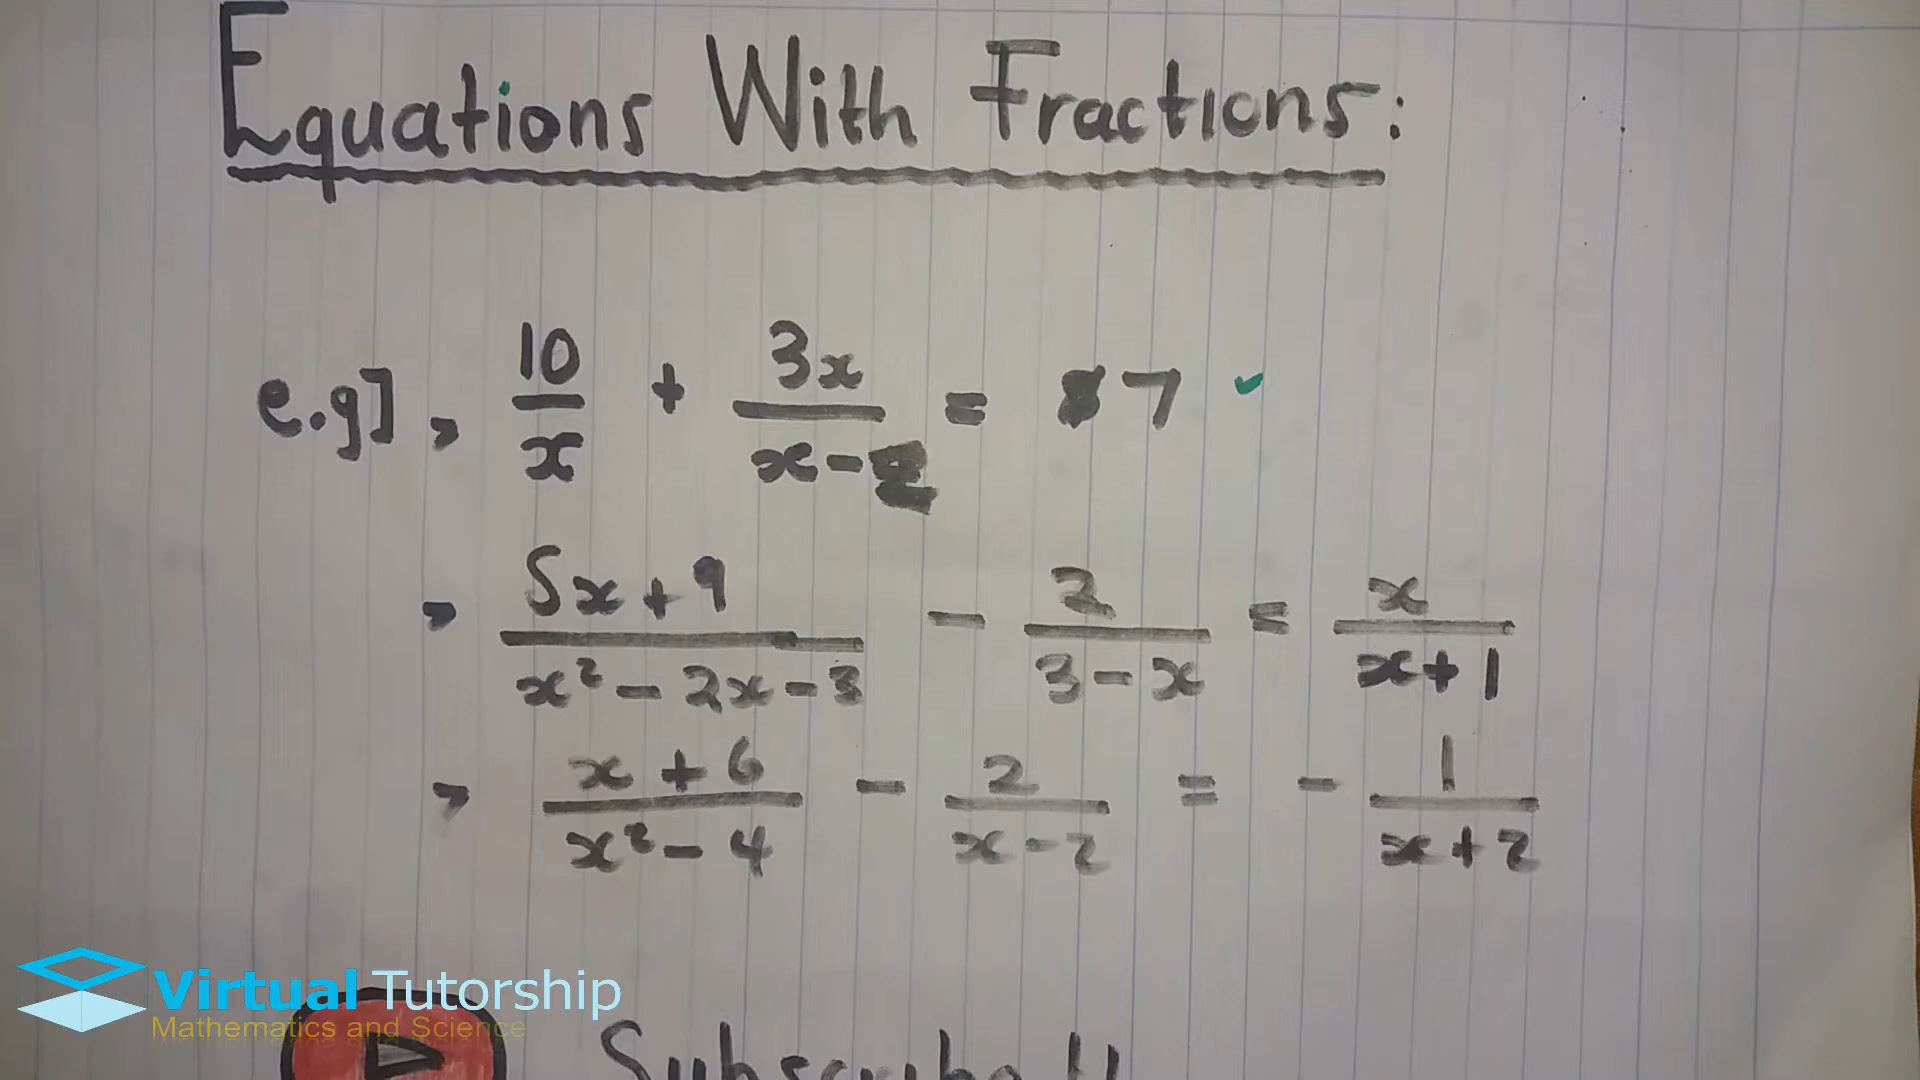 Equations With Fractions:
e.g], 10/x + 3x/(x-2) = 7
, (5x+9)/(x²-2x-3) - 2/(3-x) = x/(x+1)
, (x+6)/(x²-4) - 2/(x-2) = - 1/(x+2)
Virtual Tutorship
Mathematics and Science
Subscribe!!